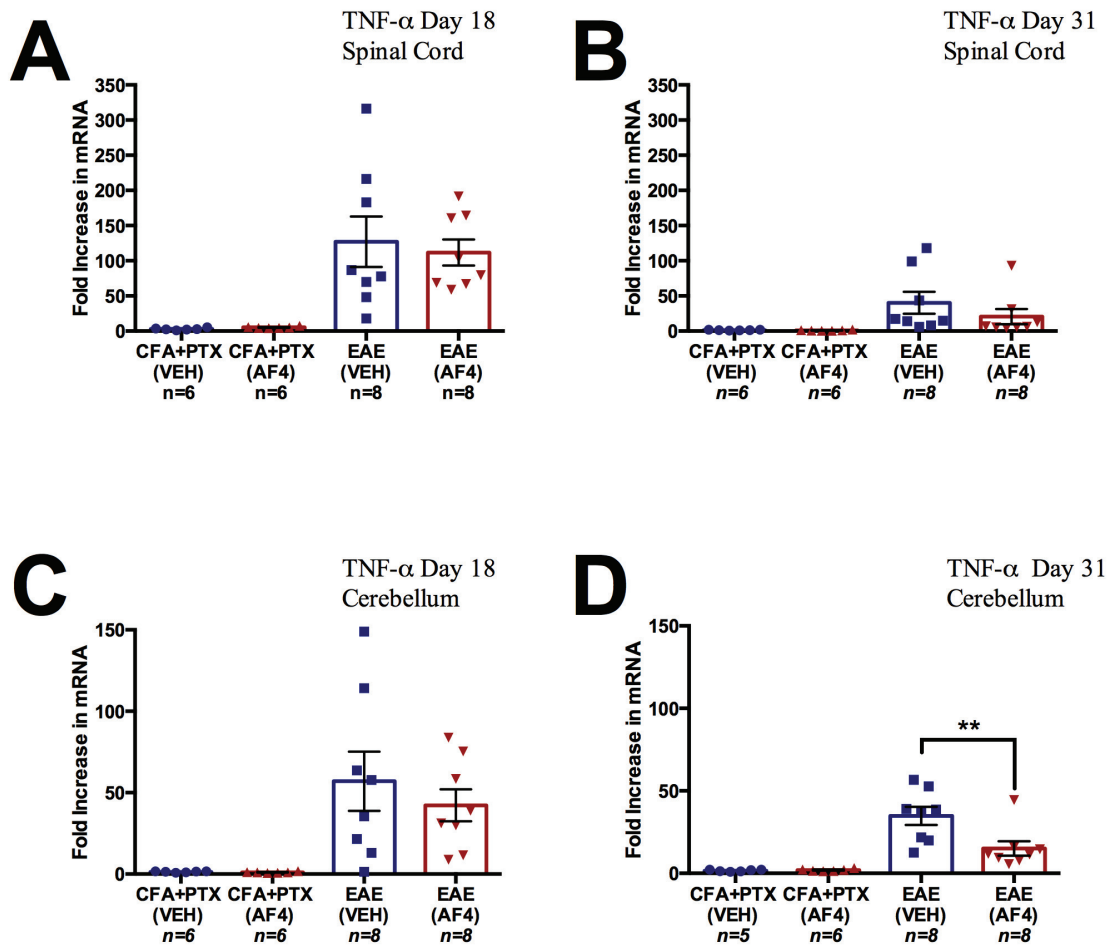 A
TNF-α Day 18
Spinal Cord
Fold Increase in mRNA
350
300
250
200
150
100
50
0
CFA+PTX CFA+PTX EAE EAE
(VEH) (AF4) (VEH) (AF4)
n=6 n=6 n=8 n=8
B
TNF-α Day 31
Spinal Cord
Fold Increase in mRNA
350
300
250
200
150
100
50
0
CFA+PTX CFA+PTX EAE EAE
(VEH) (AF4) (VEH) (AF4)
n=6 n=6 n=8 n=8
C
TNF-α Day 18
Cerebellum
Fold Increase in mRNA
150
100
50
0
CFA+PTX CFA+PTX EAE EAE
(VEH) (AF4) (VEH) (AF4)
n=6 n=6 n=8 n=8
D
TNF-α Day 31
Cerebellum
Fold Increase in mRNA
150
100
50
0
**
CFA+PTX CFA+PTX EAE EAE
(VEH) (AF4) (VEH) (AF4)
n=5 n=6 n=8 n=8